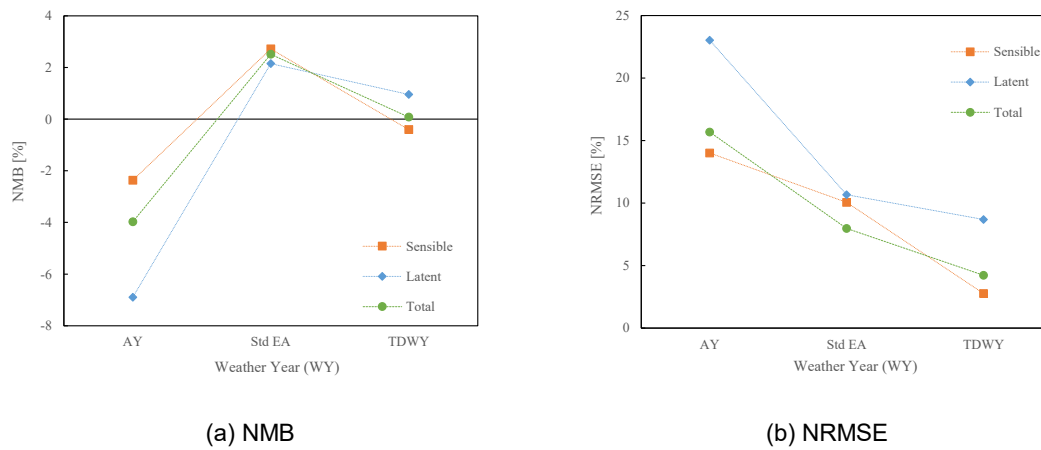 4
2
0
-2
-4
-6
-8
NMB [%]
Sensible
Latent
Total
AY Std EA TDWY
Weather Year (WY)
(a) NMB
25
20
15
10
5
0
NRMSE [%]
Sensible
Latent
Total
AY Std EA TDWY
Weather Year (WY)
(b) NRMSE